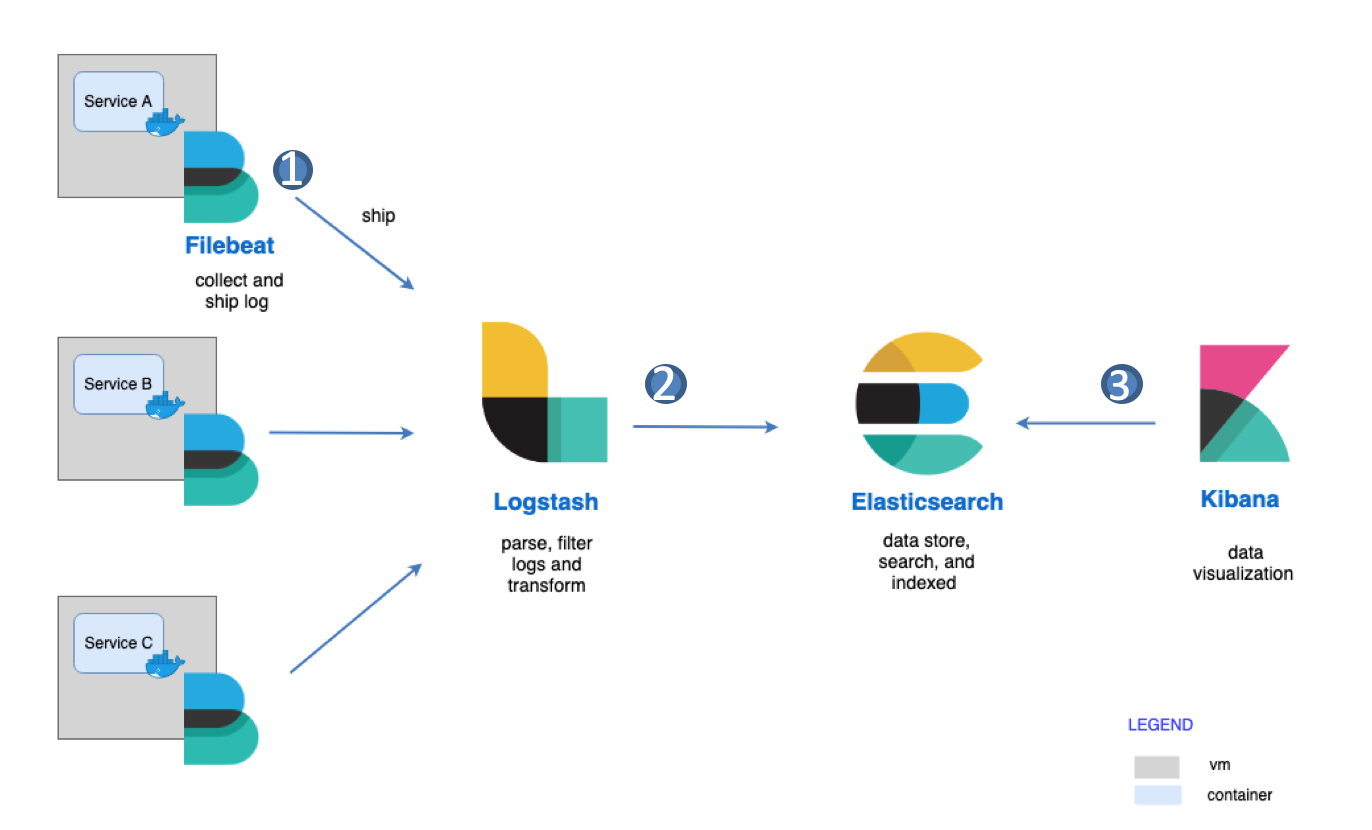 Service A
1
ship
Filebeat
collect and
ship log
Service B
2
3
Logstash
parse, filter
logs and
transform
Elasticsearch
data store,
search, and
indexed
Kibana
data
visualization
Service C
LEGEND
vm
container